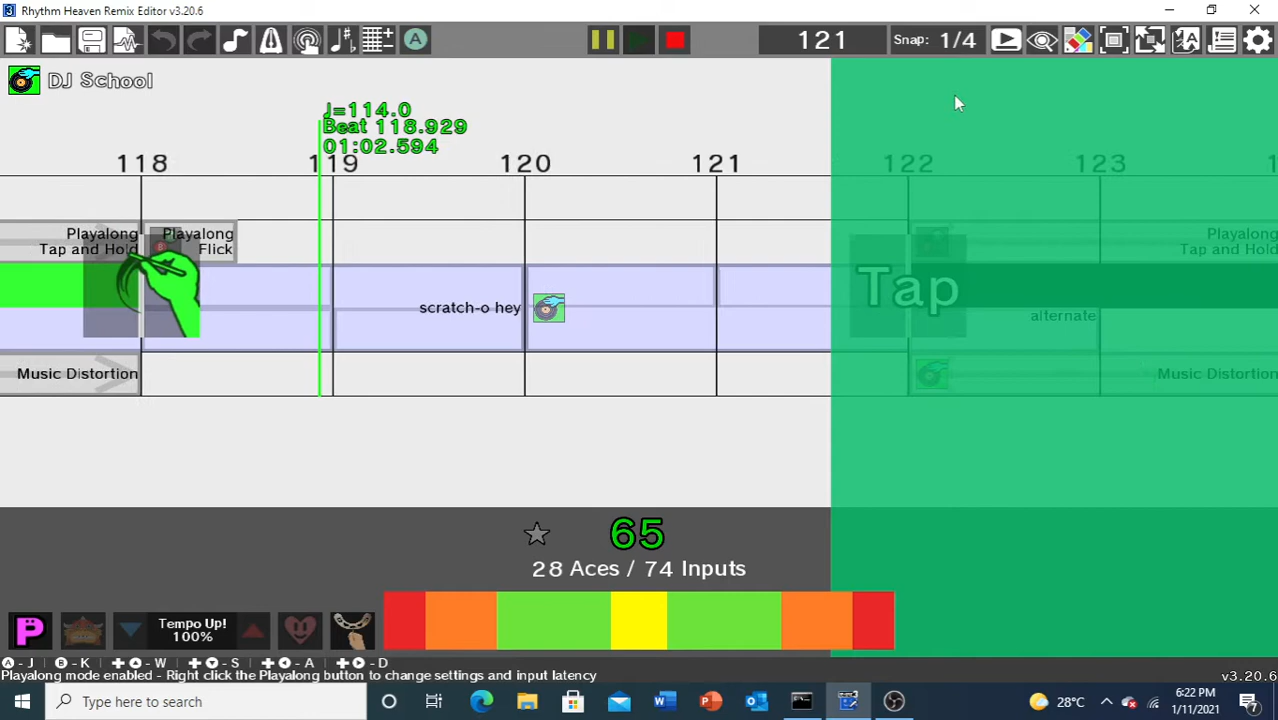 Rhythm Heaven Remix Editor v3.20.6
A
121
Snap: 1/4
DJ School
♩=114.0
Beat 118.929
01:02.594
118 119 120 121 122 123
Playalong
Tap and Hold
Playalong
Flick
Playalong
Tap and Hold
Tap
scratch-o hey
alternate
Music Distortion
Music Distortion
65
28 Aces / 74 Inputs
P
Tempo Up!
100%
A - J | B - K | - W | - S | - A | - D
Playalong mode enabled - Right click the Playalong button to change settings and input latency
v3.20.6
Type here to search
28°C
6:22 PM
1/11/2021
7